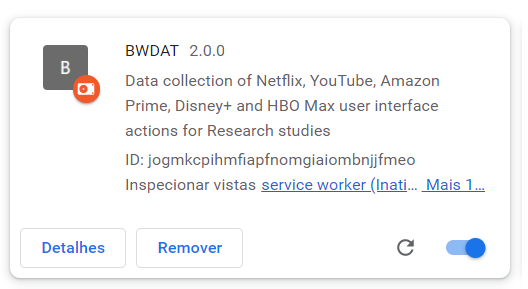 B
BWDAT 2.0.0
Data collection of Netflix, YouTube, Amazon
Prime, Disney+ and HBO Max user interface
actions for Research studies
ID: jogmkcpihmfiapfnomgiaiombnjjfmeo
Inspecionar vistas service worker (Inati… Mais 1…
Detalhes
Remover